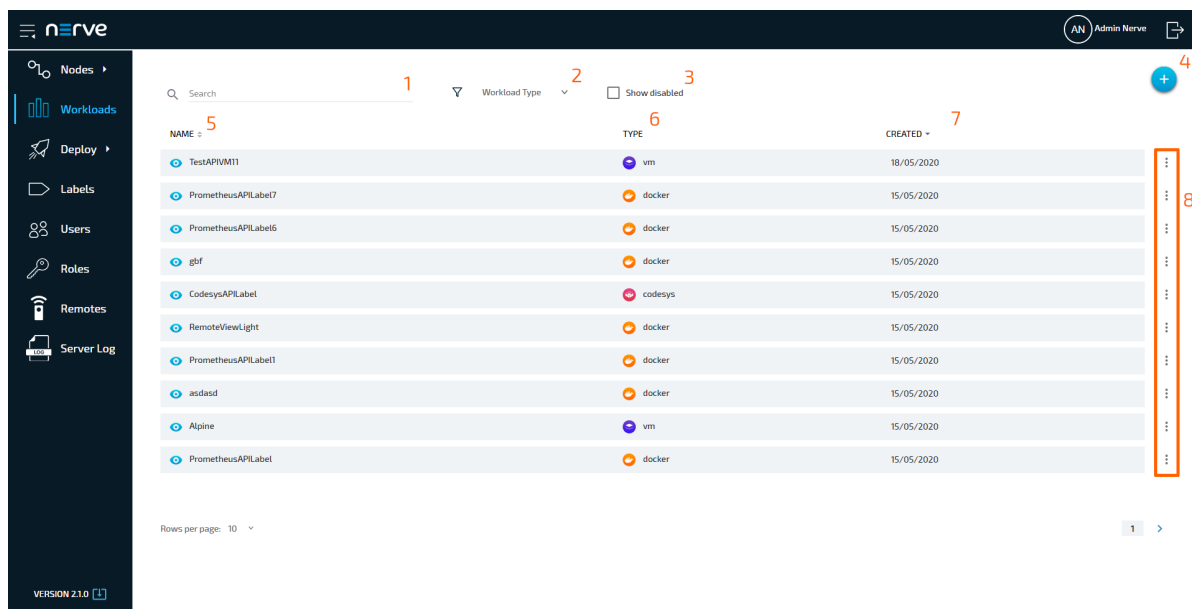 nerve
AN Admin Nerve
Nodes
Workloads
Deploy
Labels
Users
Roles
Remotes
LOG Server Log
VERSION 2.1.0
1 2 3 4
Search Workload Type Show disabled
+
5 6 7
NAME TYPE CREATED
TestAPIVM11 vm 18/05/2020
PrometheusAPILabel7 docker 15/05/2020
8
PrometheusAPILabel6 docker 15/05/2020
gbf docker 15/05/2020
CodesysAPILabel codesys 15/05/2020
RemoteViewLight docker 15/05/2020
PrometheusAPILabel1 docker 15/05/2020
asdasd docker 15/05/2020
Alpine vm 15/05/2020
PrometheusAPILabel docker 15/05/2020
Rows per page: 10 1